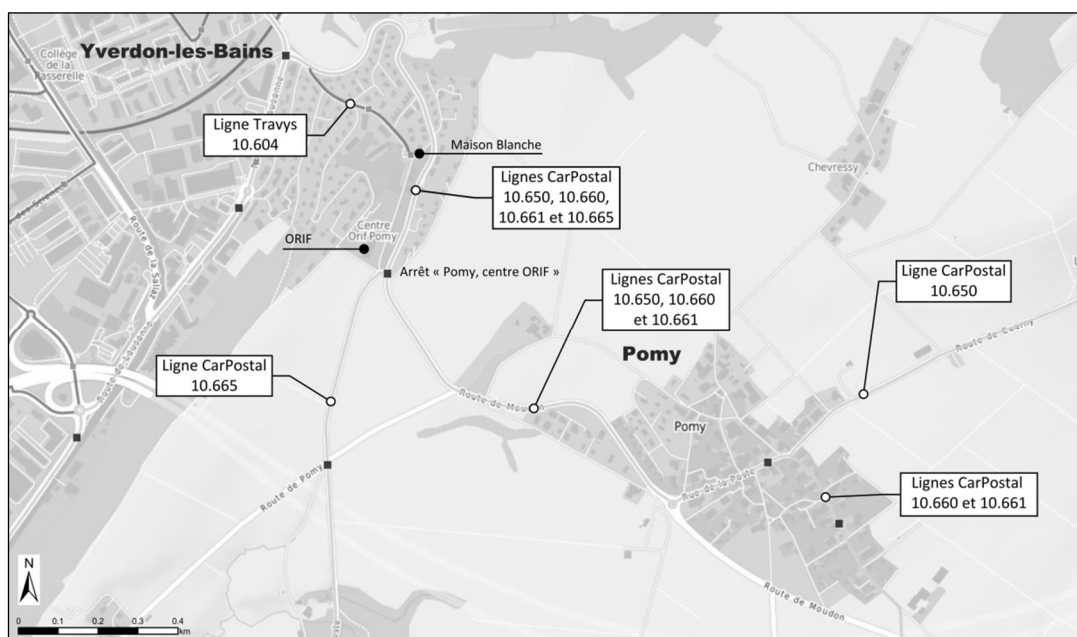 Yverdon-les-Bains
Collège
de la
Passerelle
Ligne Travys
10.604
Maison Blanche
Lignes CarPostal
10.650, 10.660,
10.661 et 10.665
Chevressy
Centre
Orif Pomy
ORIF
Route de la Sallaz
Arrêt « Pomy, centre ORIF »
Lignes CarPostal
10.650, 10.660
et 10.661
Ligne CarPostal
10.650
Route de Lausanne
Route de Cuarny
Pomy
Ligne CarPostal
10.665
Route de Moudon
Pomy
Route de Pomy
Rue de la Poste
Lignes CarPostal
10.660 et 10.661
Route de Moudon
N
0 0.1 0.2 0.3 0.4
km